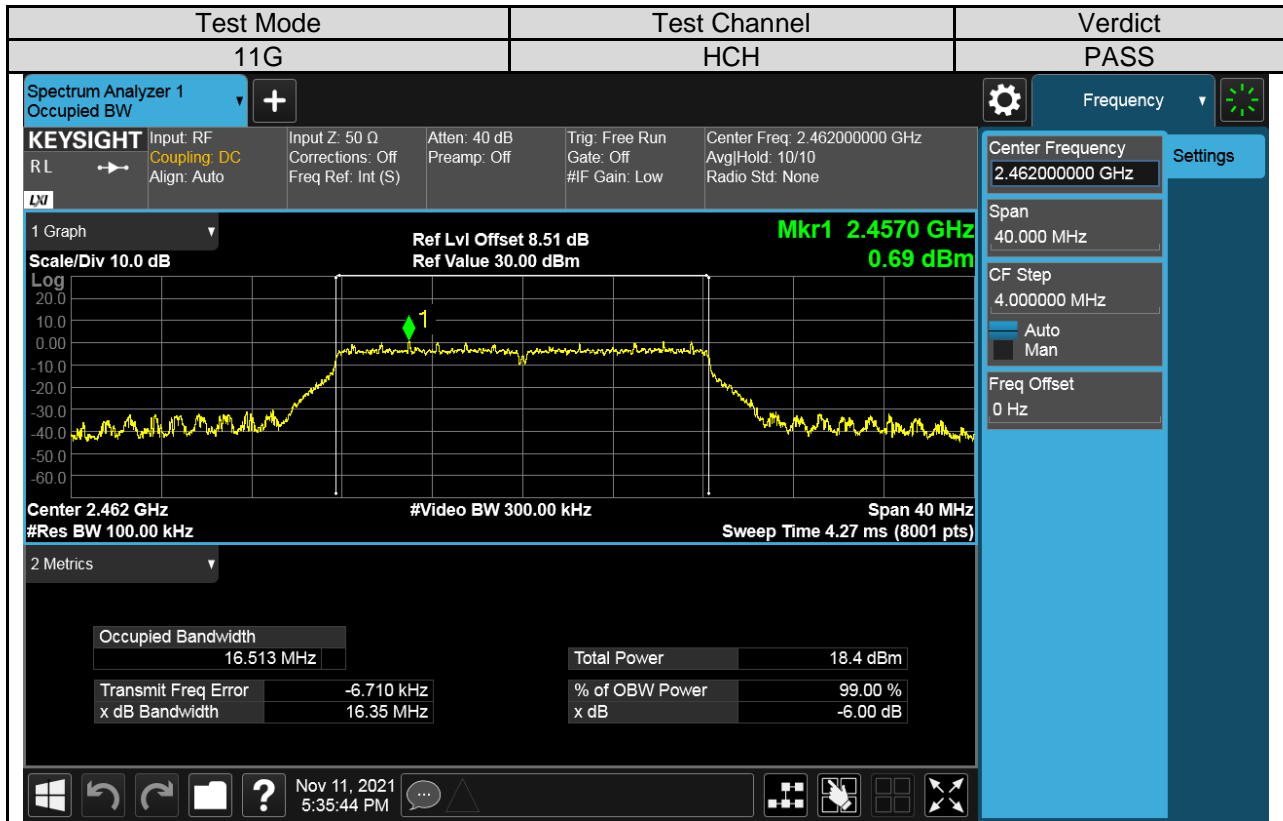 Test Mode Test Channel Verdict
11G HCH PASS
Spectrum Analyzer 1
Occupied BW
+
Frequency
KEYSIGHT Input: RF Input Z: 50 Ω Atten: 40 dB Trig: Free Run Center Freq: 2.462000000 GHz
R L Coupling: DC Corrections: Off Preamp: Off Gate: Off Avg|Hold: 10/10
Align: Auto Freq Ref: Int (S) #IF Gain: Low Radio Std: None
LXI
Center Frequency
2.462000000 GHz
Settings
Span
40.000 MHz
CF Step
4.000000 MHz
Auto
Man
Freq Offset
0 Hz
1 Graph
Ref Lvl Offset 8.51 dB
Mkr1 2.4570 GHz
Scale/Div 10.0 dB
Ref Value 30.00 dBm
0.69 dBm
Log
20.0
10.0
0.00
-10.0
-20.0
-30.0
-40.0
-50.0
-60.0
1
Center 2.462 GHz #Video BW 300.00 kHz Span 40 MHz
#Res BW 100.00 kHz Sweep Time 4.27 ms (8001 pts)
2 Metrics
Occupied Bandwidth
16.513 MHz
Total Power 18.4 dBm
Transmit Freq Error -6.710 kHz % of OBW Power 99.00 %
x dB Bandwidth 16.35 MHz x dB -6.00 dB
?
Nov 11, 2021
5:35:44 PM